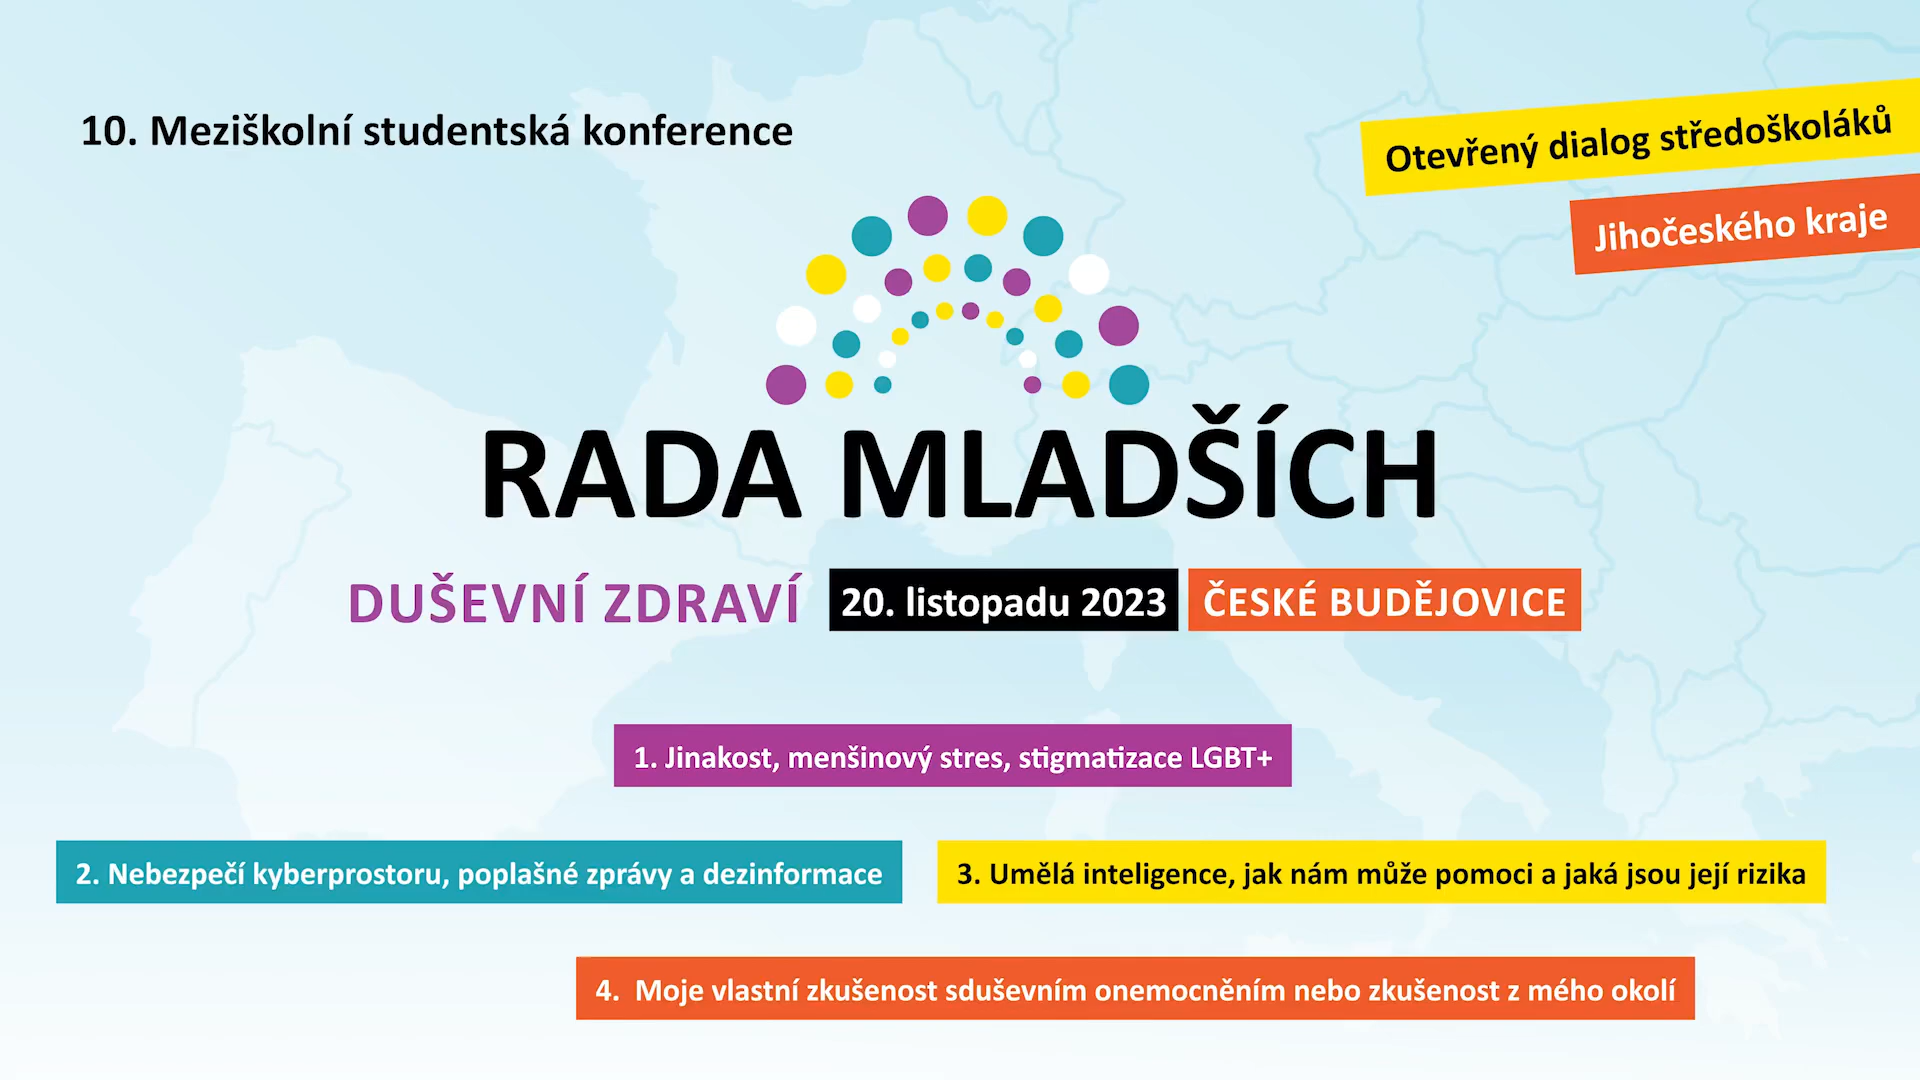 10. Meziškolní studentská konference
Otevřený dialog středoškoláků
Jihočeského kraje
RADA MLADŠÍCH
DUŠEVNÍ ZDRAVÍ 20. listopadu 2023 ČESKÉ BUDĚJOVICE
1. Jinakost, menšinový stres, stigmatizace LGBT+
2. Nebezpečí kyberprostoru, poplašné zprávy a dezinformace
3. Umělá inteligence, jak nám může pomoci a jaká jsou její rizika
4. Moje vlastní zkušenost sduševním onemocněním nebo zkušenost z mého okolí